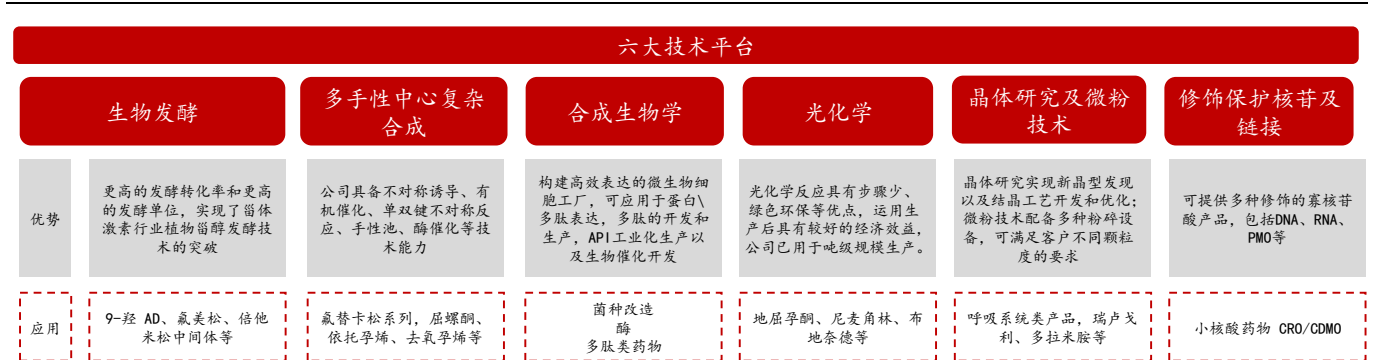 六大技术平台
生物发酵
多手性中心复杂
合成
合成生物学
光化学
晶体研究及微粉
技术
修饰保护核苷及
链接
优势
更高的发酵转化率和更高
的发酵单位，实现了甾体
激素行业植物甾醇发酵技
术的突破
公司具备不对称诱导、有
机催化、单双键不对称反
应、手性池、酶催化等技
术能力
构建高效表达的微生物细
胞工厂，可应用于蛋白\
多肽表达，多肽的开发和
生产，API工业化生产以
及生物催化开发
光化学反应具有步骤少、
绿色环保等优点，运用生
产后具有较好的经济效益，
公司已用于吨级规模生产。
晶体研究实现新晶型发现
以及结晶工艺开发和优化；
微粉技术配备多种粉碎设
备，可满足客户不同颗粒
度的要求
可提供多种修饰的寡核苷
酸产品，包括DNA、RNA、
PMO等
应用
9-羟 AD、氟美松、倍他
米松中间体等
氟替卡松系列，屈螺酮、
依托孕烯、去氧孕烯等
菌种改造
酶
多肽类药物
地屈孕酮、尼麦角林、布
地奈德等
呼吸系统类产品，瑞卢戈
利、多拉米胺等
小核酸药物 CRO/CDMO